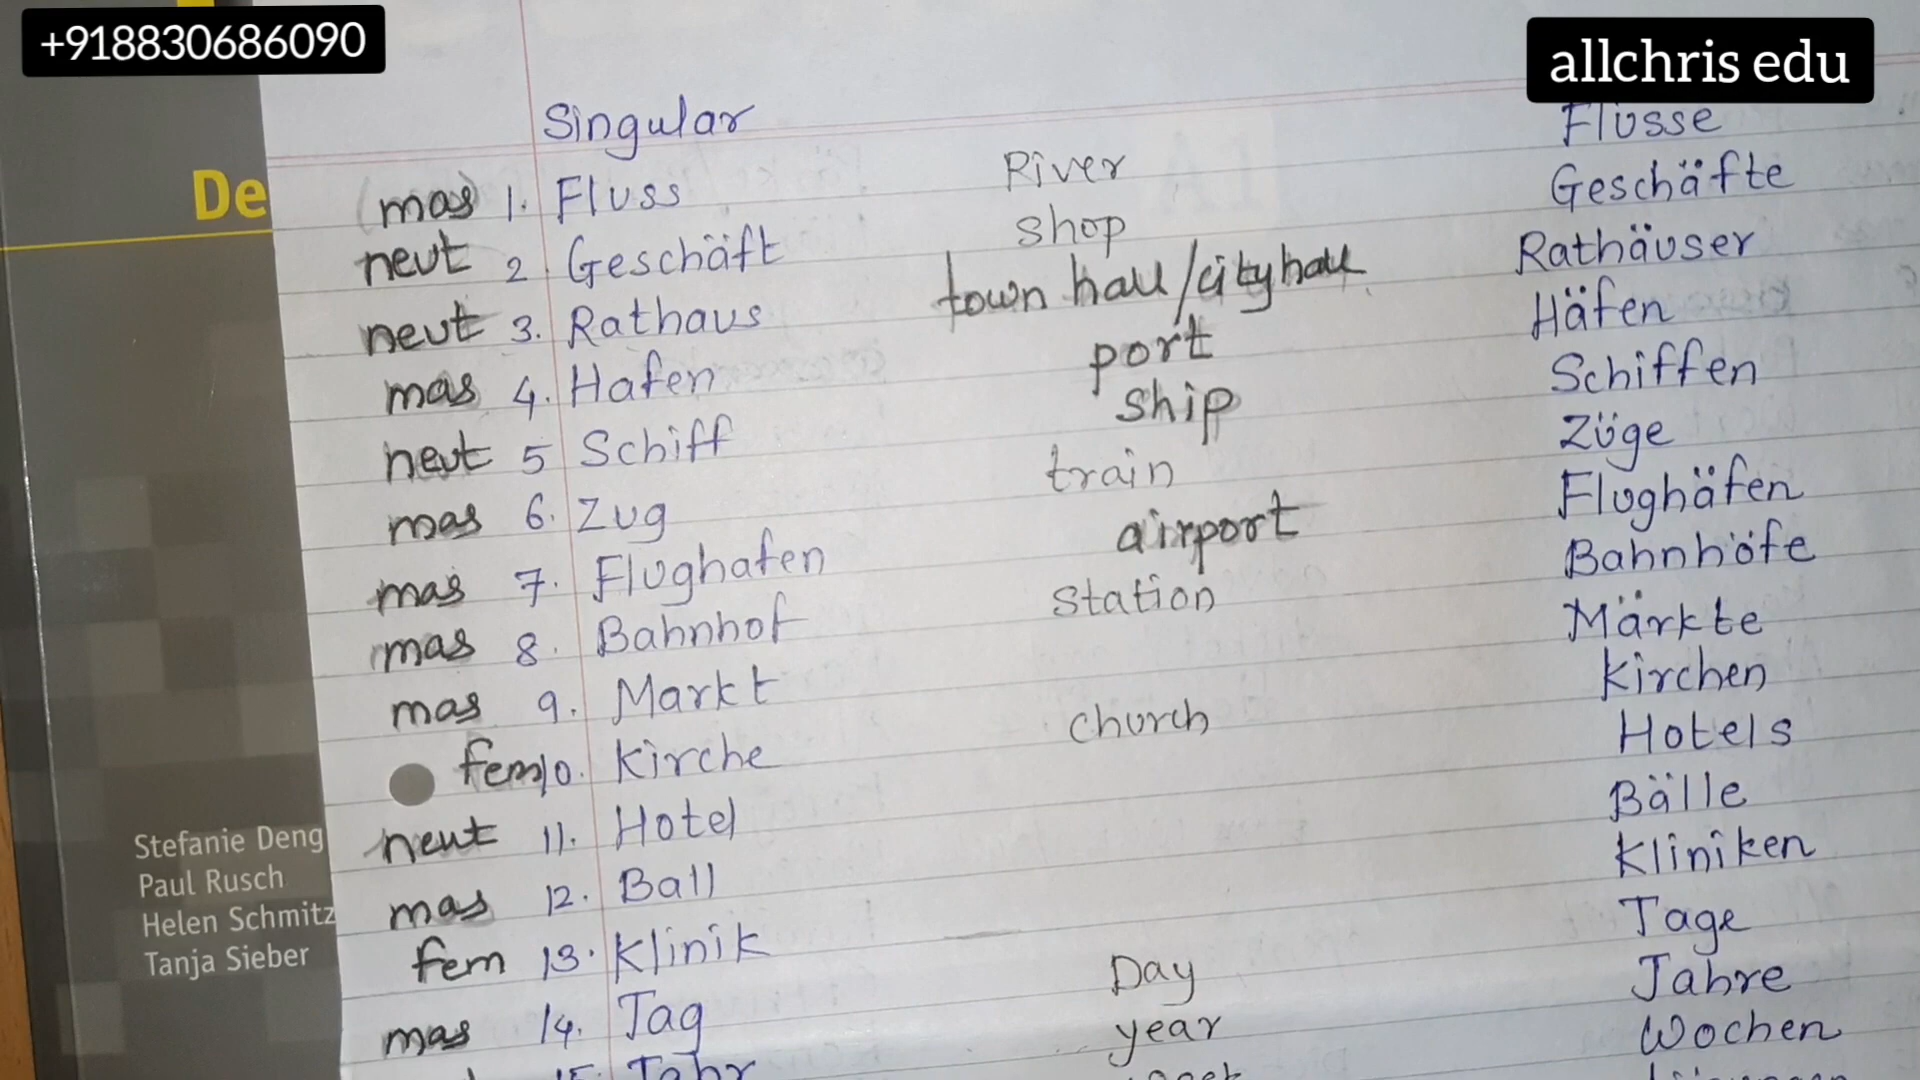 +918830686090
allchris edu
De
Singular
mas 1. Fluss River Flüsse
neut 2. Geschäft shop Geschäfte
neut 3. Rathaus town hall/city hall Rathäuser
mas 4. Hafen port Häfen
neut 5 Schiff ship Schiffen
mas 6. Zug train Züge
mas 7. Flughafen airport Flughäfen
mas 8. Bahnhof station Bahnhöfe
mas 9. Markt Märkte
fem 10. Kirche church Kirchen
neut 11. Hotel Hotels
mas 12. Ball Bälle
fem 13. Klinik Kliniken
mas 14. Tag Day Tage
15. Jahr year Jahre
Wochen
Stefanie Deng
Paul Rusch
Helen Schmitz
Tanja Sieber